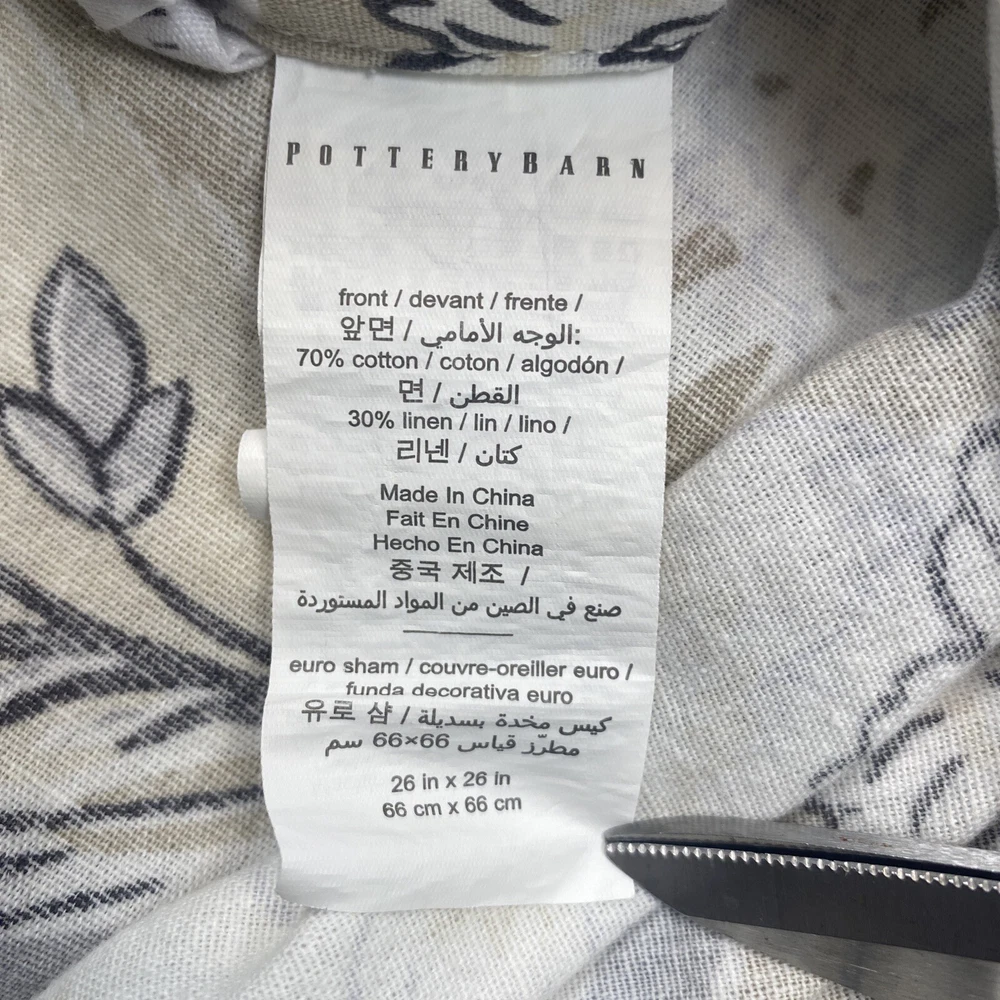 POTTERYBARN
front / devant / frente /
앞면 / الوجه الأمامي:
70% cotton / coton / algodón /
면 / القطن
30% linen / lin / lino /
리넨 / كتان
Made In China
Fait En Chine
Hecho En China
중국 제조 /
صنع في الصين من المواد المستوردة
euro sham / couvre-oreiller euro /
funda decorativa euro
유로 샴 / كيس مخدة بسديلة
مطرّز قياس 66×66 سم
26 in x 26 in
66 cm x 66 cm